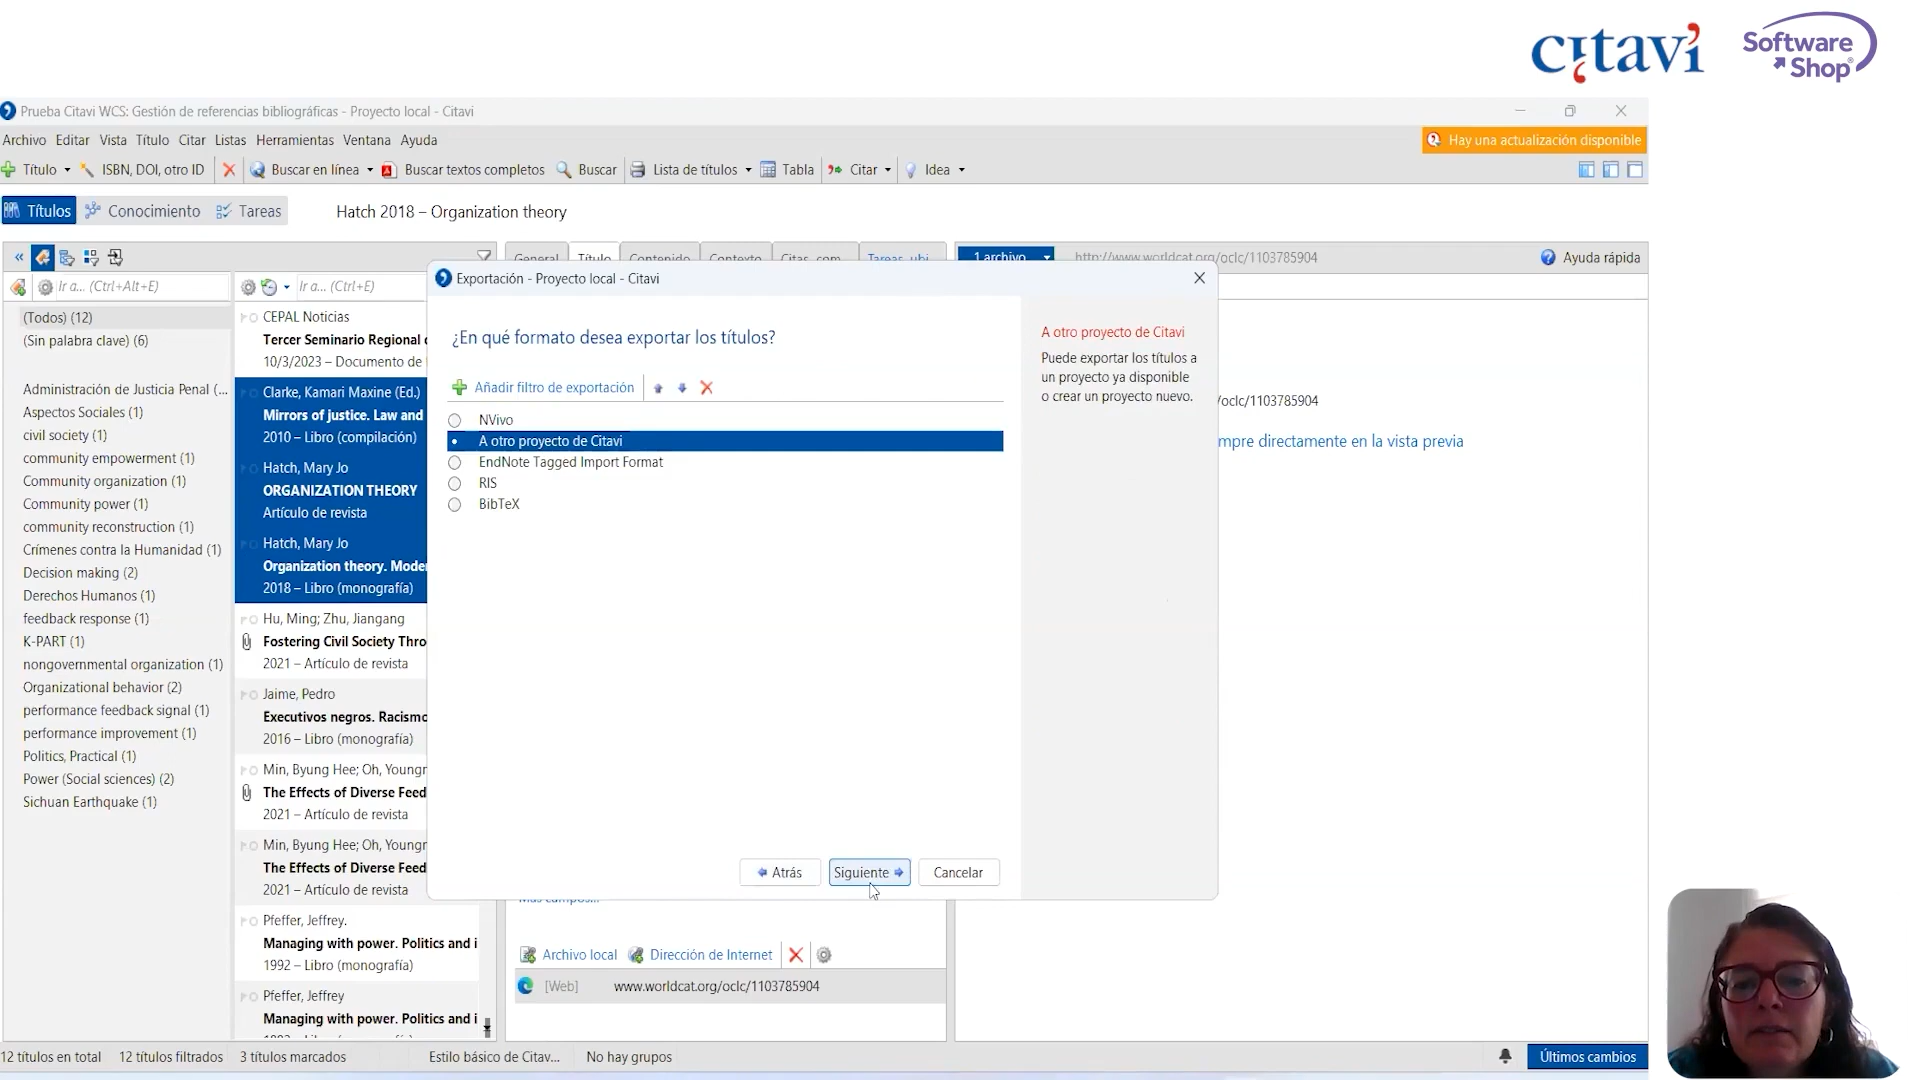 citavi
Software
Shop®
Prueba Citavi WCS: Gestión de referencias bibliográficas - Proyecto local - Citavi
Archivo Editar Vista Título Citar Listas Herramientas Ventana Ayuda
Hay una actualización disponible
Título ISBN, DOI, otro ID Buscar en línea Buscar textos completos Buscar Lista de títulos Tabla Citar Idea
Títulos Conocimiento Tareas
Hatch 2018 – Organization theory
General Título Contenido Contexto Citas, com... Tareas, ubi...
1 archivo
http://www.worldcat.org/oclc/1103785904
Ayuda rápida
Ir a... (Ctrl+Alt+E)
Ir a... (Ctrl+E)
(Todos) (12)
(Sin palabra clave) (6)
Administración de Justicia Penal (...
Aspectos Sociales (1)
civil society (1)
community empowerment (1)
Community organization (1)
Community power (1)
community reconstruction (1)
Crímenes contra la Humanidad (1)
Decision making (2)
Derechos Humanos (1)
feedback response (1)
K-PART (1)
nongovernmental organization (1)
Organizational behavior (2)
performance feedback signal (1)
performance improvement (1)
Politics, Practical (1)
Power (Social sciences) (2)
Sichuan Earthquake (1)
CEPAL Noticias
Tercer Seminario Regional
10/3/2023 – Documento de
Clarke, Kamari Maxine (Ed.)
Mirrors of justice. Law and
2010 – Libro (compilación)
Hatch, Mary Jo
ORGANIZATION THEORY
Artículo de revista
Hatch, Mary Jo
Organization theory. Mode
2018 – Libro (monografía)
Hu, Ming; Zhu, Jiangang
Fostering Civil Society Thro
2021 – Artículo de revista
Jaime, Pedro
Executivos negros. Racismo
2016 – Libro (monografía)
Min, Byung Hee; Oh, Youngr
The Effects of Diverse Feed
2021 – Artículo de revista
Min, Byung Hee; Oh, Youngr
The Effects of Diverse Feed
2021 – Artículo de revista
Pfeffer, Jeffrey.
Managing with power. Politics and i
1992 – Libro (monografía)
Pfeffer, Jeffrey
Managing with power. Politics and i
Exportación - Proyecto local - Citavi
¿En qué formato desea exportar los títulos?
Añadir filtro de exportación
NVivo
A otro proyecto de Citavi
EndNote Tagged Import Format
RIS
BibTeX
Atrás Siguiente Cancelar
A otro proyecto de Citavi
Puede exportar los títulos a
un proyecto ya disponible
o crear un proyecto nuevo.
/oclc/1103785904
mpre directamente en la vista previa
Más campos...
Archivo local Dirección de Internet
[Web] www.worldcat.org/oclc/1103785904
12 títulos en total 12 títulos filtrados 3 títulos marcados Estilo básico de Citav... No hay grupos
Últimos cambios